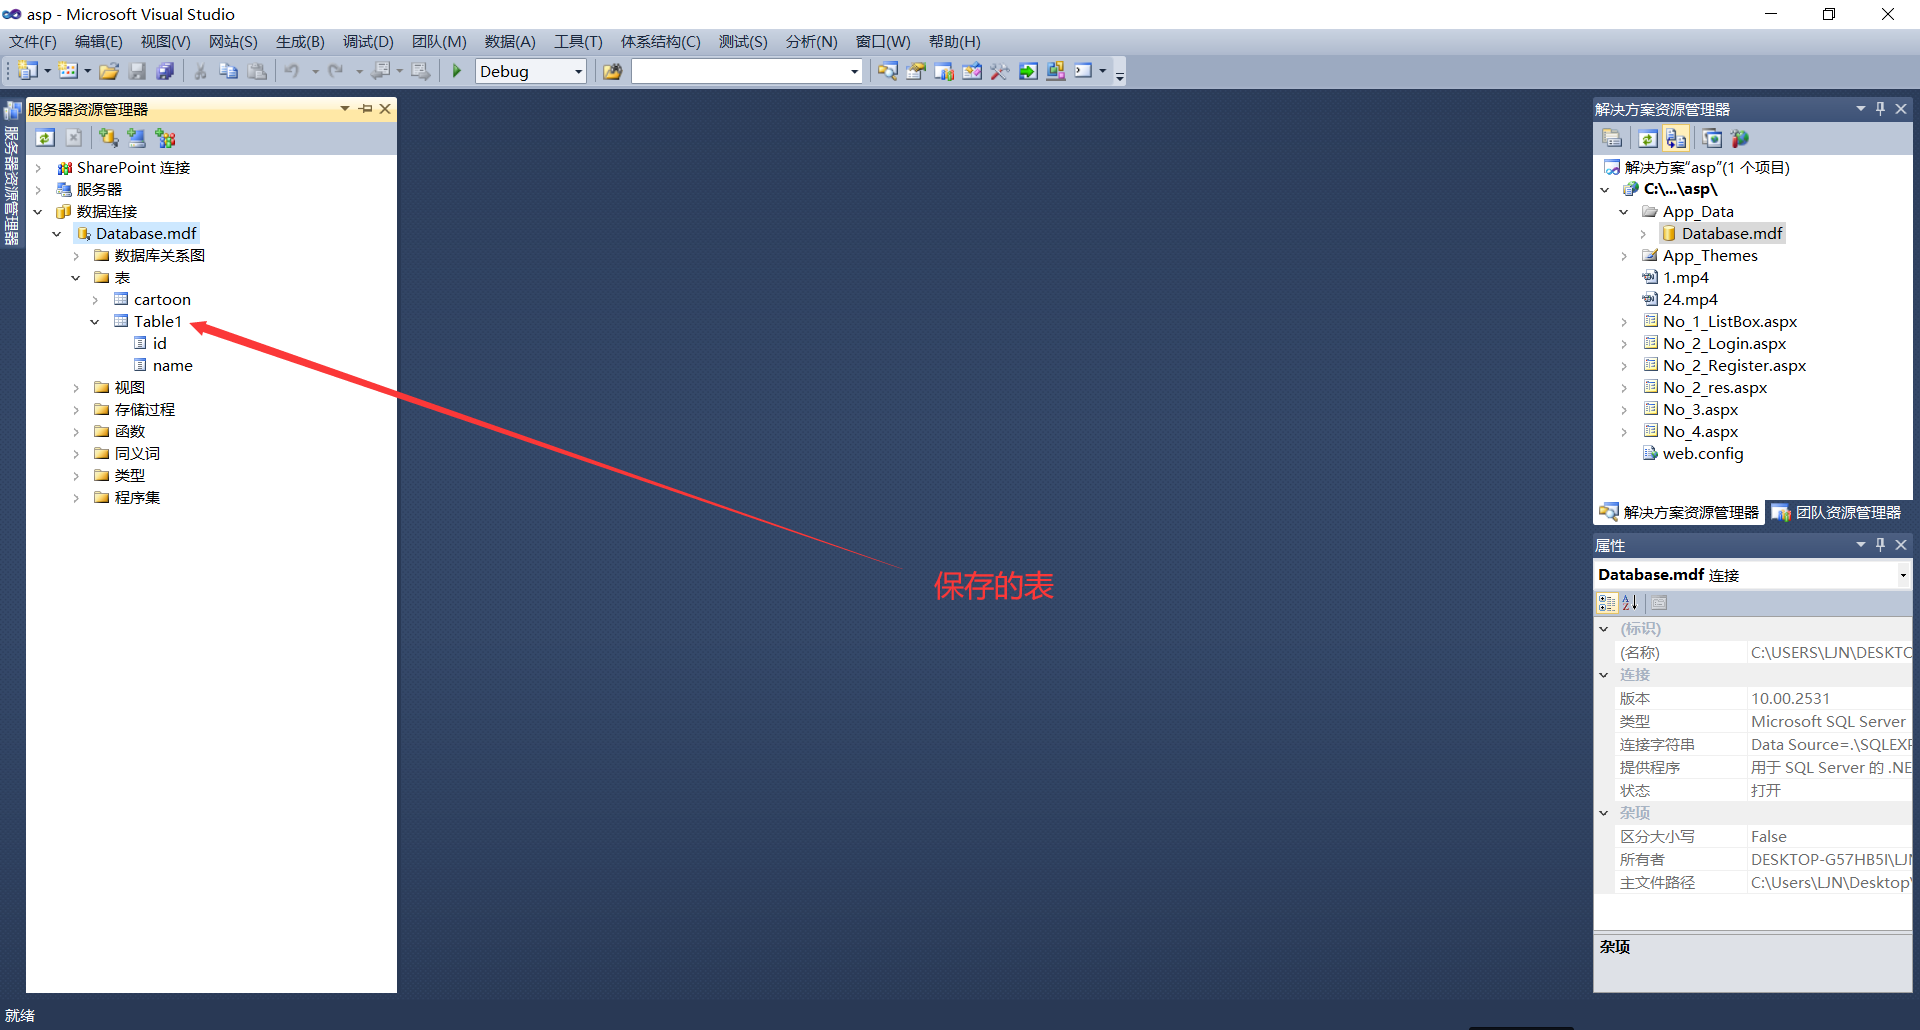 asp - Microsoft Visual Studio
文件(F) 编辑(E) 视图(V) 网站(S) 生成(B) 调试(D) 团队(M) 数据(A) 工具(T) 体系结构(C) 测试(S) 分析(N) 窗口(W) 帮助(H)
Debug
服务器资源管理器
服务器资源管理器
SharePoint 连接
服务器
数据连接
Database.mdf
数据库关系图
表
cartoon
Table1
id
name
视图
存储过程
函数
同义词
类型
程序集
保存的表
解决方案资源管理器
解决方案“asp”(1 个项目)
C:\...\asp\
App_Data
Database.mdf
App_Themes
1.mp4
24.mp4
No_1_ListBox.aspx
No_2_Login.aspx
No_2_Register.aspx
No_2_res.aspx
No_3.aspx
No_4.aspx
web.config
解决方案资源管理器 团队资源管理器
属性
Database.mdf 连接
(标识)
(名称) C:\USERS\LJN\DESKTO
连接
版本 10.00.2531
类型 Microsoft SQL Server
连接字符串 Data Source=.\SQLEXP
提供程序 用于 SQL Server 的 .NE
状态 打开
杂项
区分大小写 False
所有者 DESKTOP-G57HB5I\LJN
主文件路径 C:\Users\LJN\Desktop\
杂项
就绪